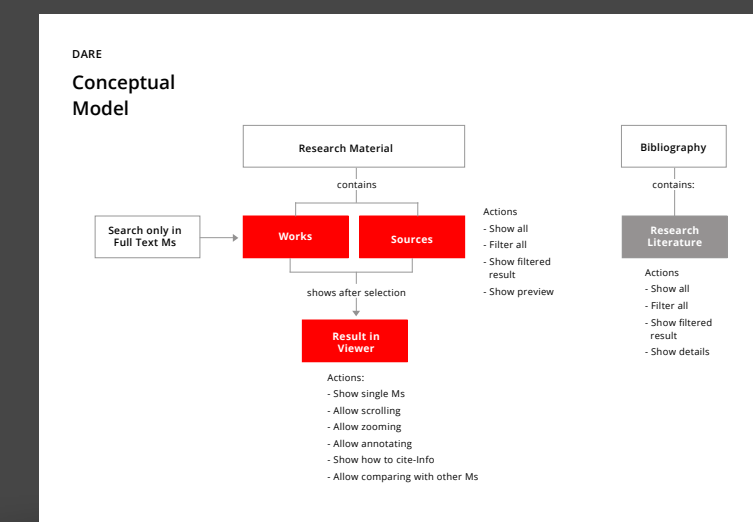 DARE
Conceptual
Model
Research Material
Bibliography
contains
contains:
Search only in
Full Text Ms
Works
Sources
Actions
- Show all
- Filter all
- Show filtered
result
- Show preview
Research
Literature
Actions
- Show all
- Filter all
- Show filtered
result
- Show details
shows after selection
Result in
Viewer
Actions:
- Show single Ms
- Allow scrolling
- Allow zooming
- Allow annotating
- Show how to cite-Info
- Allow comparing with other Ms